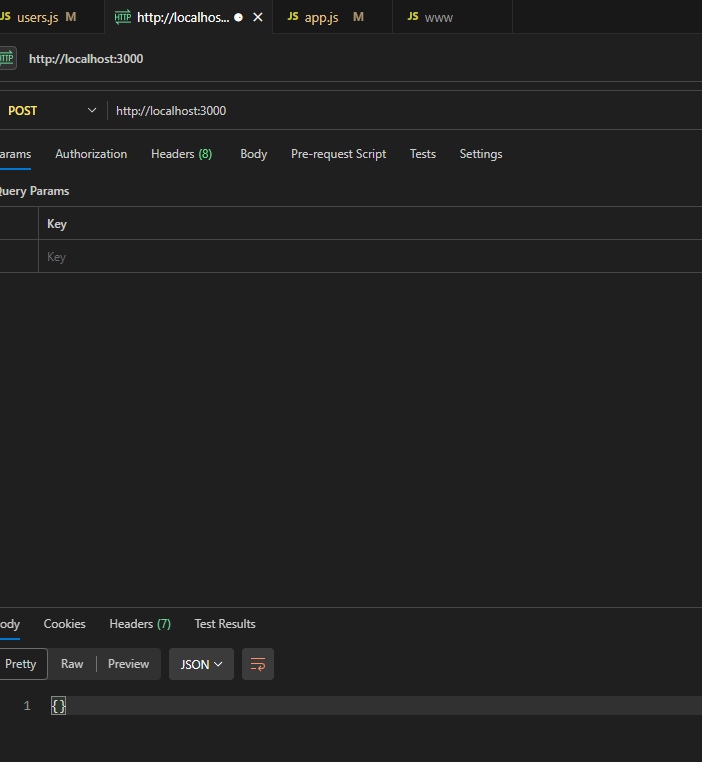 JS users.js M HTTP http://localhos... JS app.js M JS www
HTTP http://localhost:3000
POST http://localhost:3000
arams Authorization Headers (8) Body Pre-request Script Tests Settings
Query Params
Key
Key
ody Cookies Headers (7) Test Results
Pretty Raw Preview JSON
1 {}